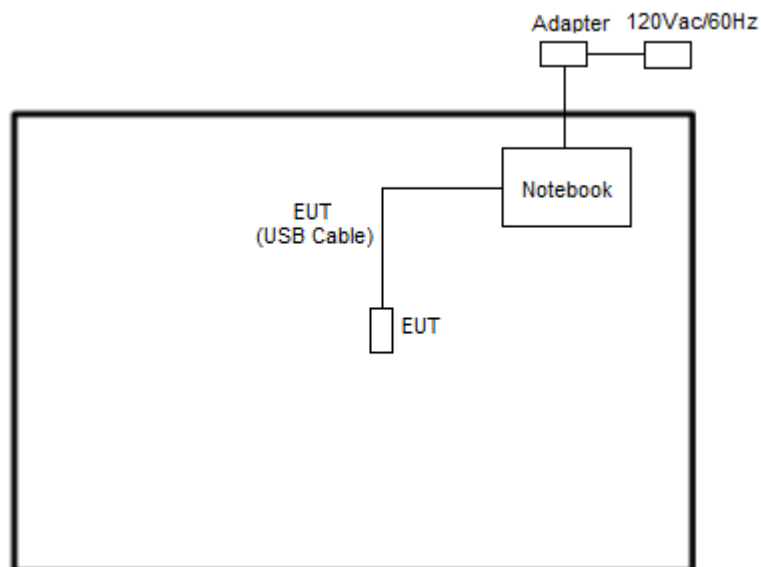 Adapter
120Vac/60Hz
Notebook
EUT
(USB Cable)
EUT